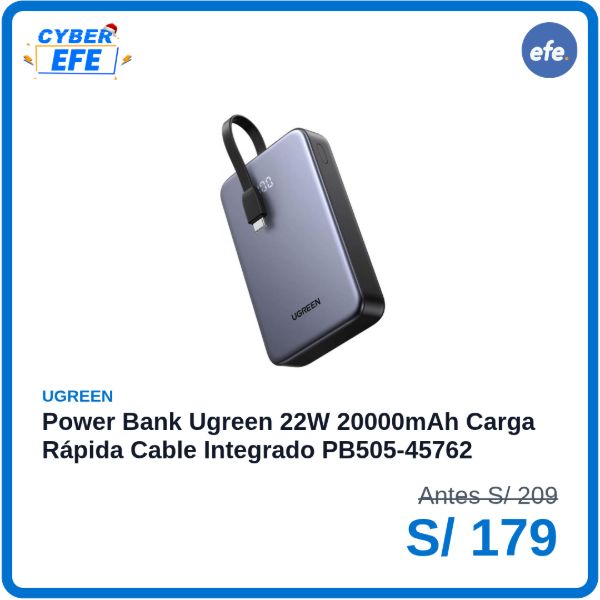 CYBER
EFE
efe.
00
UGREEN
UGREEN
Power Bank Ugreen 22W 20000mAh Carga
Rápida Cable Integrado PB505-45762
Antes S/ 209
S/ 179